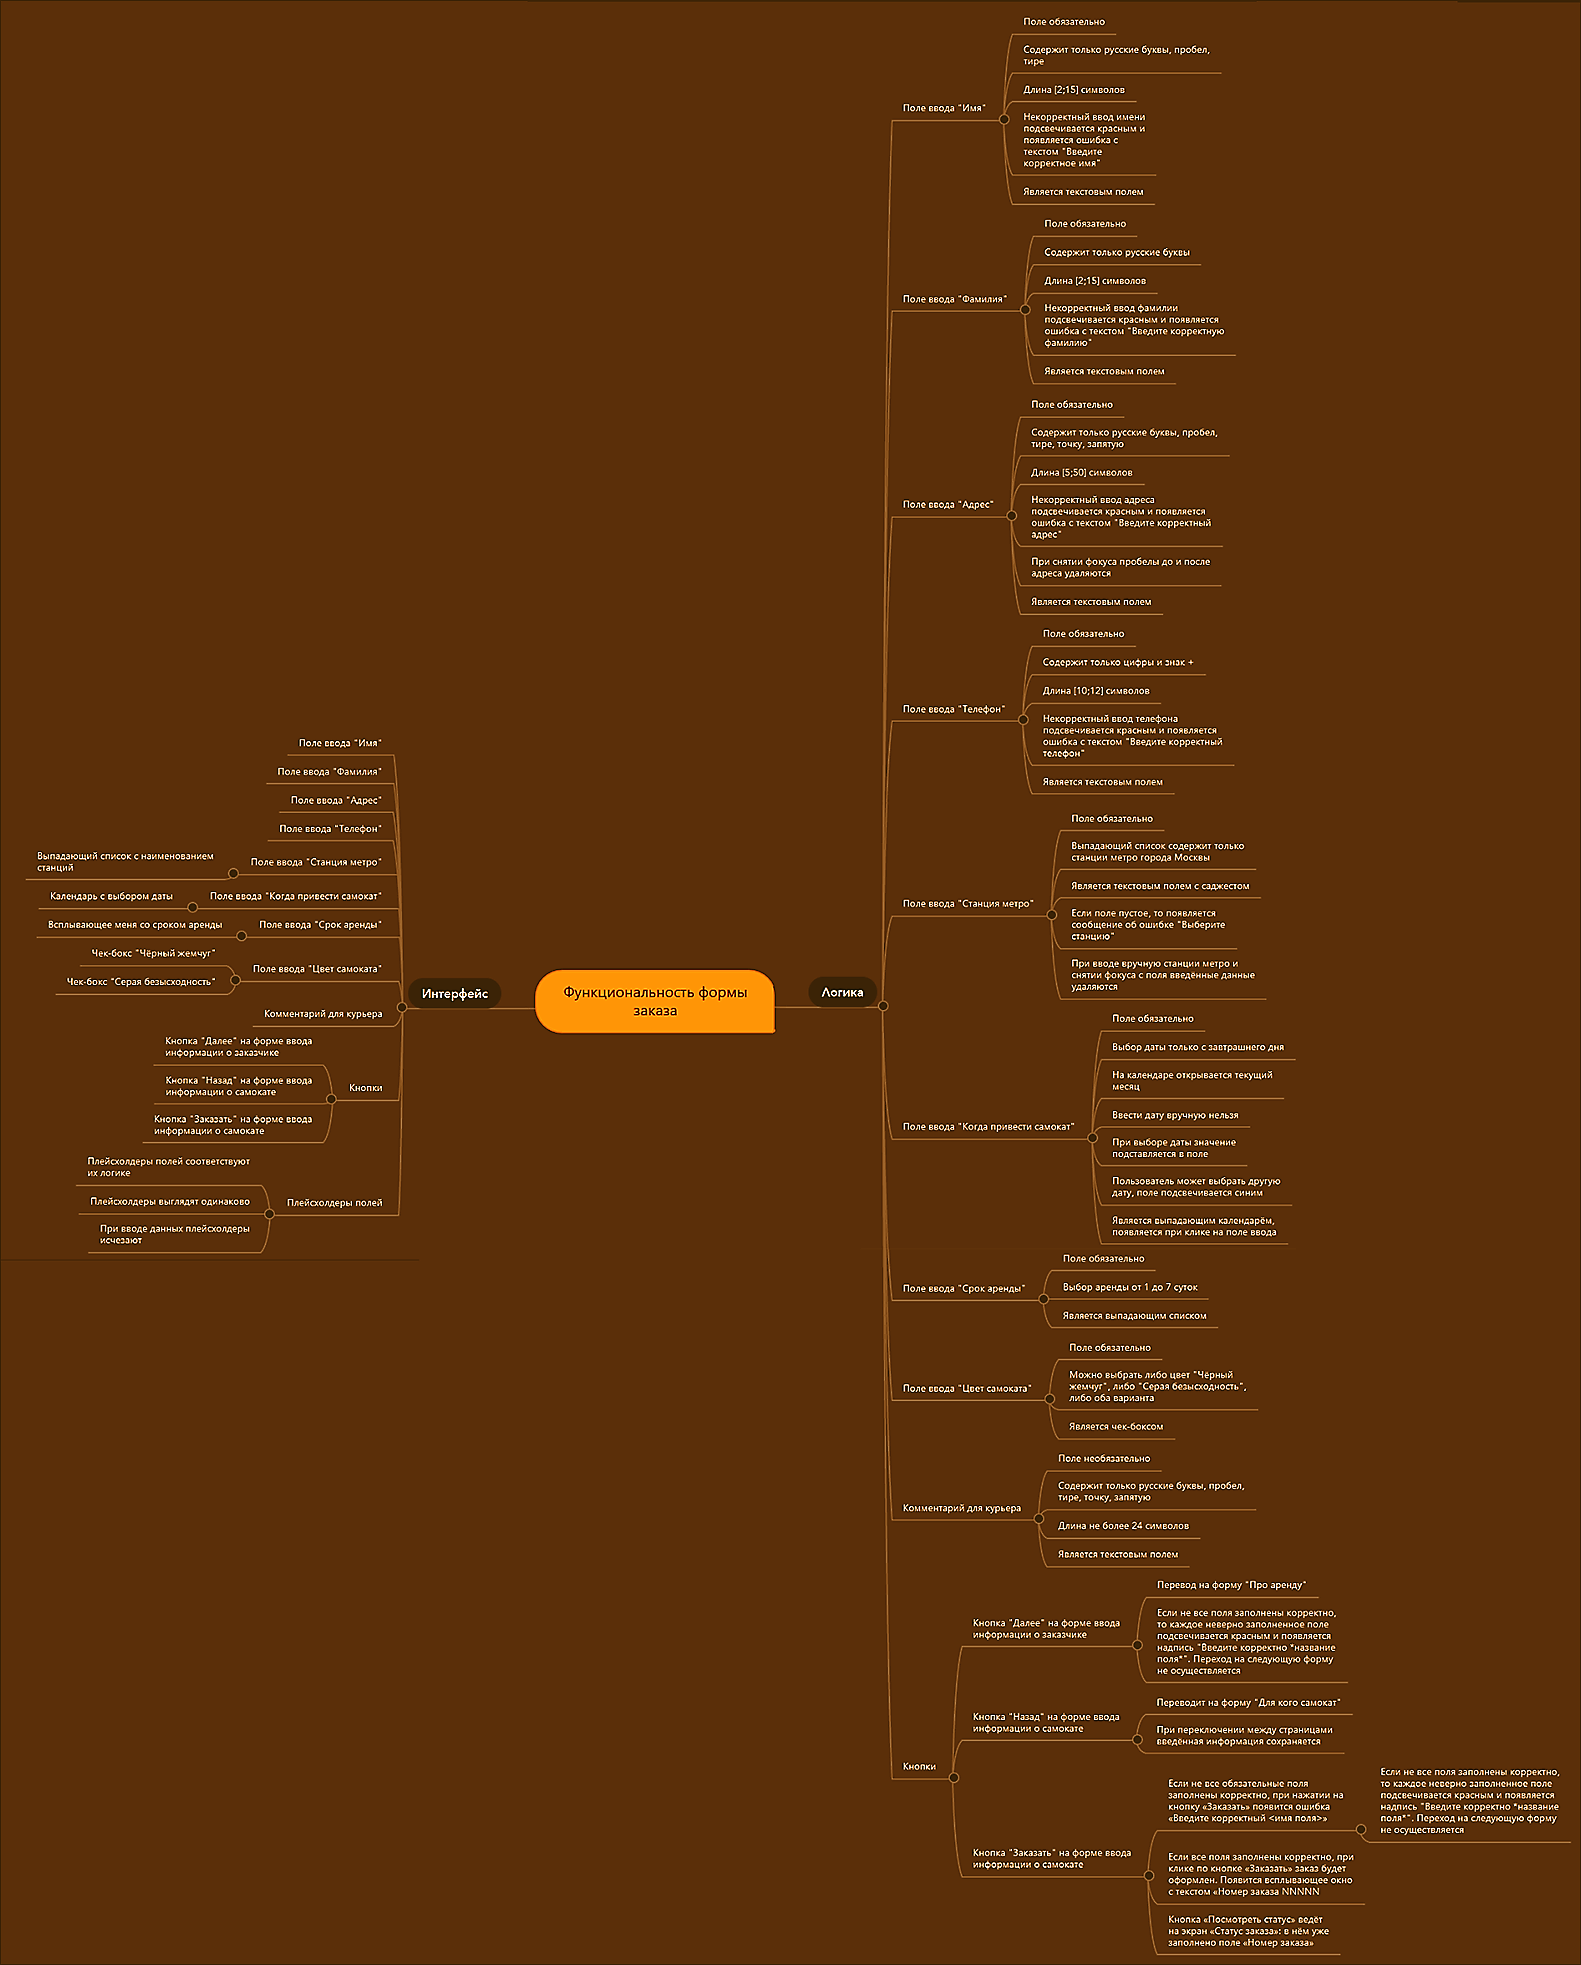 Функциональность формы
заказа
Интерфейс
Поле ввода "Имя"
Поле ввода "Фамилия"
Поле ввода "Адрес"
Поле ввода "Телефон"
Поле ввода "Станция метро"
Выпадающий список с наименованием
станций
Поле ввода "Когда привести самокат"
Календарь с выбором даты
Поле ввода "Срок аренды"
Всплывающее меня со сроком аренды
Поле ввода "Цвет самоката"
Чек-бокс "Чёрный жемчуг"
Чек-бокс "Серая безысходность"
Комментарий для курьера
Кнопки
Кнопка "Далее" на форме ввода
информации о заказчике
Кнопка "Назад" на форме ввода
информации о самокате
Кнопка "Заказать" на форме ввода
информации о самокате
Плейсхолдеры полей
Плейсхолдеры полей соответствуют
их логике
Плейсхолдеры выглядят одинаково
При вводе данных плейсхолдеры
исчезают
Логика
Поле ввода "Имя"
Поле обязательно
Содержит только русские буквы, пробел,
тире
Длина [2;15] символов
Некорректный ввод имени
подсвечивается красным и
появляется ошибка с
текстом "Введите
корректное имя"
Является текстовым полем
Поле ввода "Фамилия"
Поле обязательно
Содержит только русские буквы
Длина [2;15] символов
Некорректный ввод фамилии
подсвечивается красным и появляется
ошибка с текстом "Введите корректную
фамилию"
Является текстовым полем
Поле ввода "Адрес"
Поле обязательно
Содержит только русские буквы, пробел,
тире, точку, запятую
Длина [5;50] символов
Некорректный ввод адреса
подсвечивается красным и появляется
ошибка с текстом "Введите корректный
адрес"
При снятии фокуса пробелы до и после
адреса удаляются
Является текстовым полем
Поле ввода "Телефон"
Поле обязательно
Содержит только цифры и знак +
Длина [10;12] символов
Некорректный ввод телефона
подсвечивается красным и появляется
ошибка с текстом "Введите корректный
телефон"
Является текстовым полем
Поле ввода "Станция метро"
Поле обязательно
Выпадающий список содержит только
станции метро города Москвы
Является текстовым полем с саджестом
Если поле пустое, то появляется
сообщение об ошибке "Выберите
станцию"
При вводе вручную станции метро и
снятии фокуса с поля введённые данные
удаляются
Поле ввода "Когда привести самокат"
Поле обязательно
Выбор даты только с завтрашнего дня
На календаре открывается текущий
месяц
Ввести дату вручную нельзя
При выборе даты значение
подставляется в поле
Пользователь может выбрать другую
дату, поле подсвечивается синим
Является выпадающим календарём,
появляется при клике на поле ввода
Поле ввода "Срок аренды"
Поле обязательно
Выбор аренды от 1 до 7 суток
Является выпадающим списком
Поле ввода "Цвет самоката"
Поле обязательно
Можно выбрать либо цвет "Чёрный
жемчуг", либо "Серая безысходность",
либо оба варианта
Является чек-боксом
Комментарий для курьера
Поле необязательно
Содержит только русские буквы, пробел,
тире, точку, запятую
Длина не более 24 символов
Является текстовым полем
Кнопки
Кнопка "Далее" на форме ввода
информации о заказчике
Перевод на форму "Про аренду"
Если не все поля заполнены корректно,
то каждое неверно заполненное поле
подсвечивается красным и появляется
надпись "Введите корректно *название
поля*". Переход на следующую форму
не осуществляется
Кнопка "Назад" на форме ввода
информации о самокате
Переводит на форму "Для кого самокат"
При переключении между страницами
введённая информация сохраняется
Кнопка "Заказать" на форме ввода
информации о самокате
Если не все обязательные поля
заполнены корректно, при нажатии на
кнопку «Заказать» появится ошибка
«Введите корректный <имя поля>»
Если не все поля заполнены корректно,
то каждое неверно заполненное поле
подсвечивается красным и появляется
надпись "Введите корректно *название
поля*". Переход на следующую форму
не осуществляется
Если все поля заполнены корректно, при
клике по кнопке «Заказать» заказ будет
оформлен. Появится всплывающее окно
с текстом «Номер заказа NNNNN
Кнопка «Посмотреть статус» ведёт
на экран «Статус заказа»: в нём уже
заполнено поле «Номер заказа»